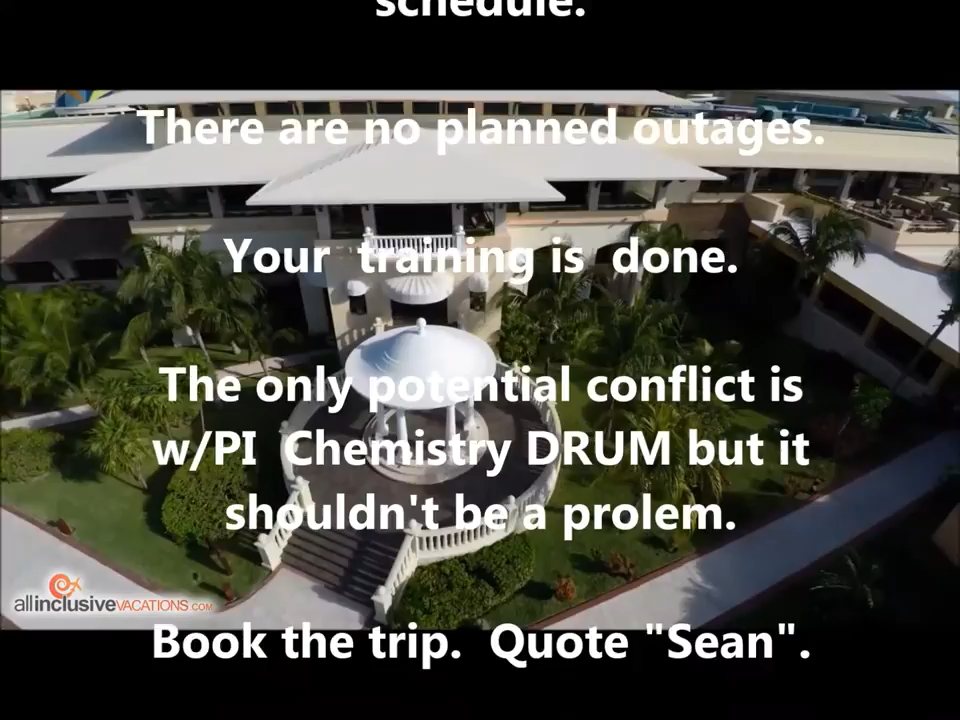 schedule.
There are no planned outages.
Your training is done.
The only potential conflict is
w/PI Chemistry DRUM but it
shouldn't be a prolem.
allinclusiveVACATIONS.COM
Book the trip. Quote "Sean".